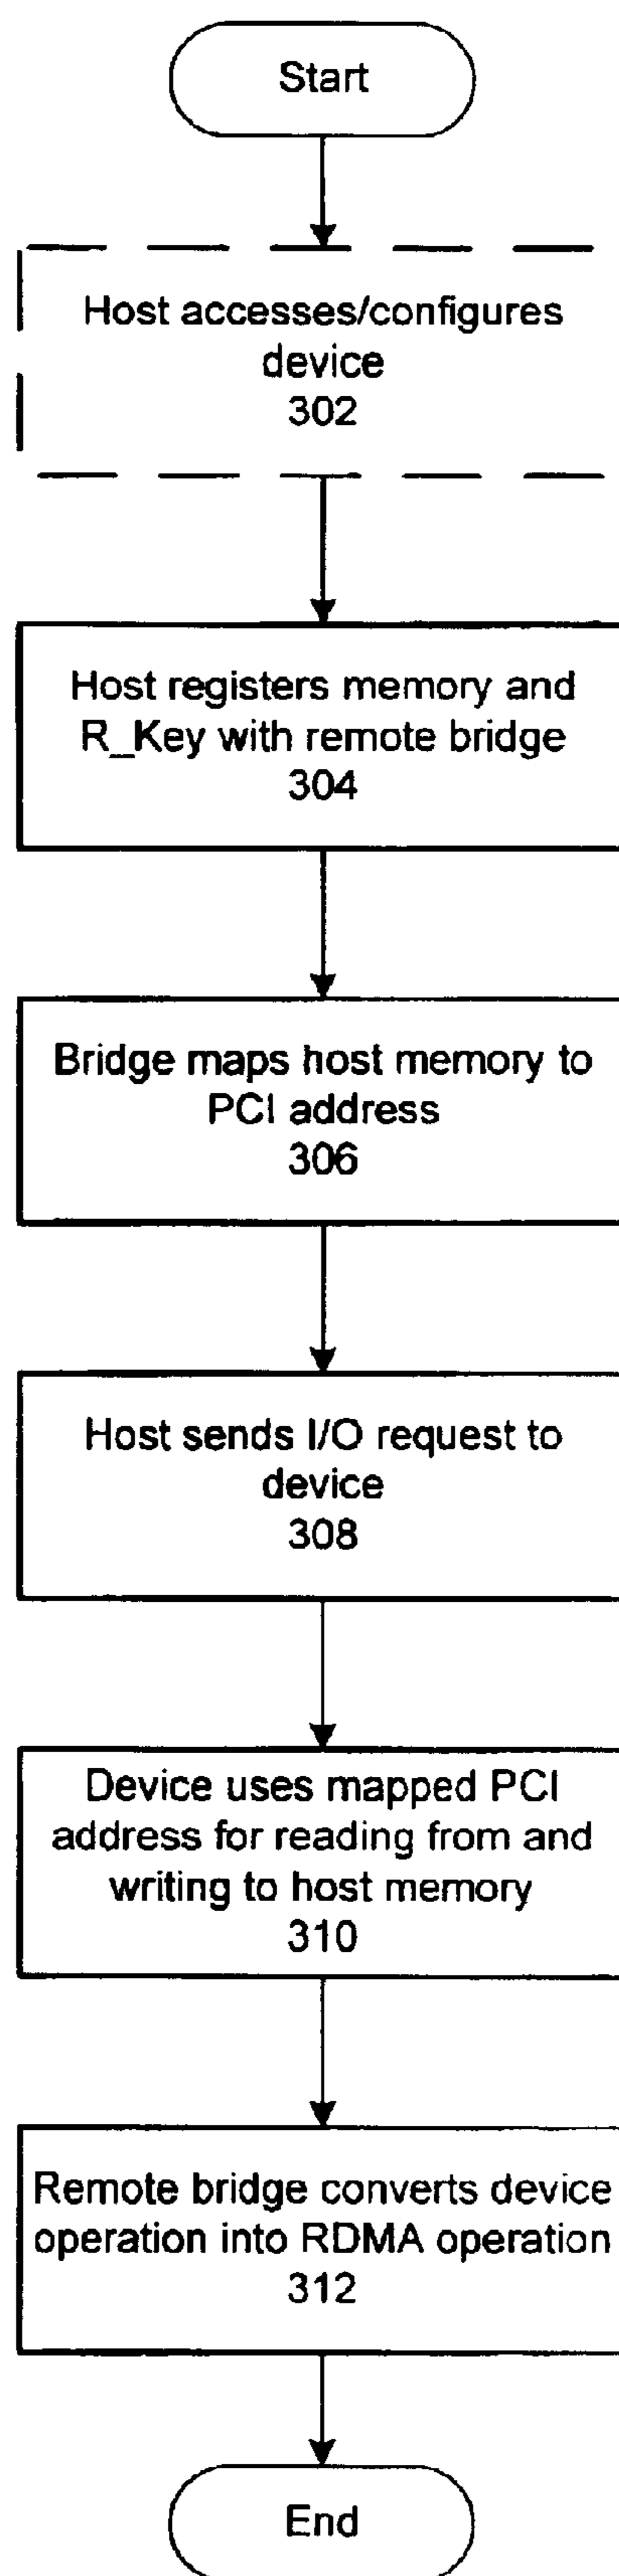 Start
Host accesses/configures
device
302
Host registers memory and
R_Key with remote bridge
304
Bridge maps host memory to
PCI address
306
Host sends I/O request to
device
308
Device uses mapped PCI
address for reading from and
writing to host memory
310
Remote bridge converts device
operation into RDMA operation
312
End